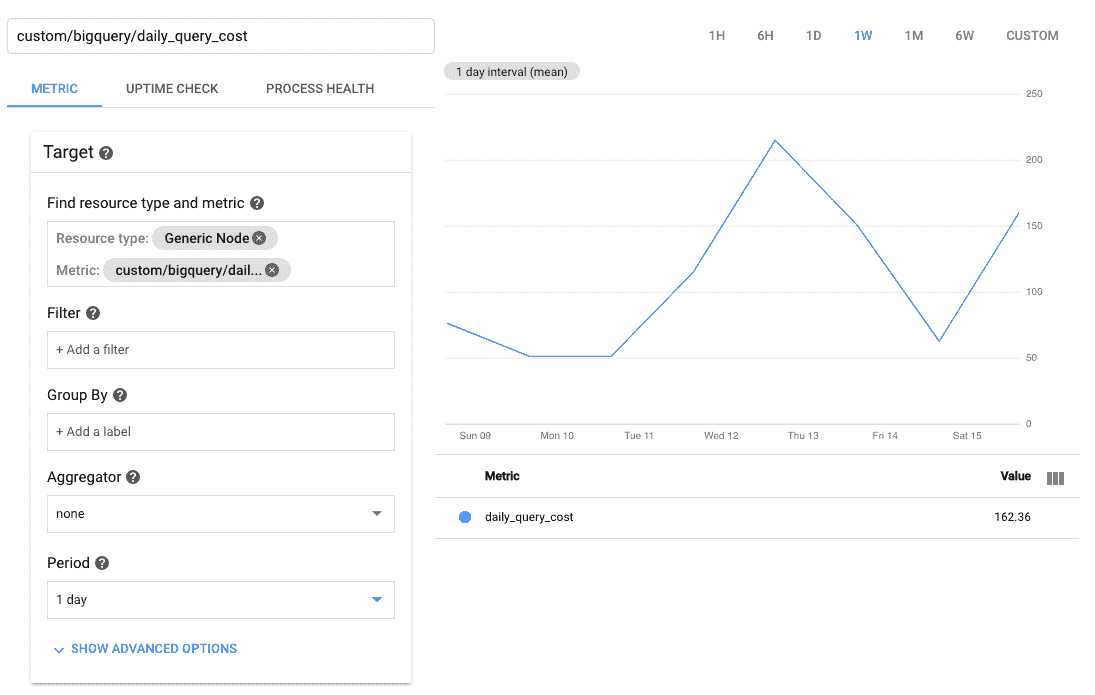 custom/bigquery/daily_query_cost
METRIC
UPTIME CHECK
PROCESS HEALTH
Target
Find resource type and metric
Resource type: Generic Node
Metric: custom/bigquery/dail...
Filter
+ Add a filter
Group By
+ Add a label
Aggregator
none
Period
1 day
SHOW ADVANCED OPTIONS
1H 6H 1D 1W 1M 6W CUSTOM
1 day interval (mean)
250
200
150
100
50
0
Sun 09 Mon 10 Tue 11 Wed 12 Thu 13 Fri 14 Sat 15
Metric Value
daily_query_cost 162.36